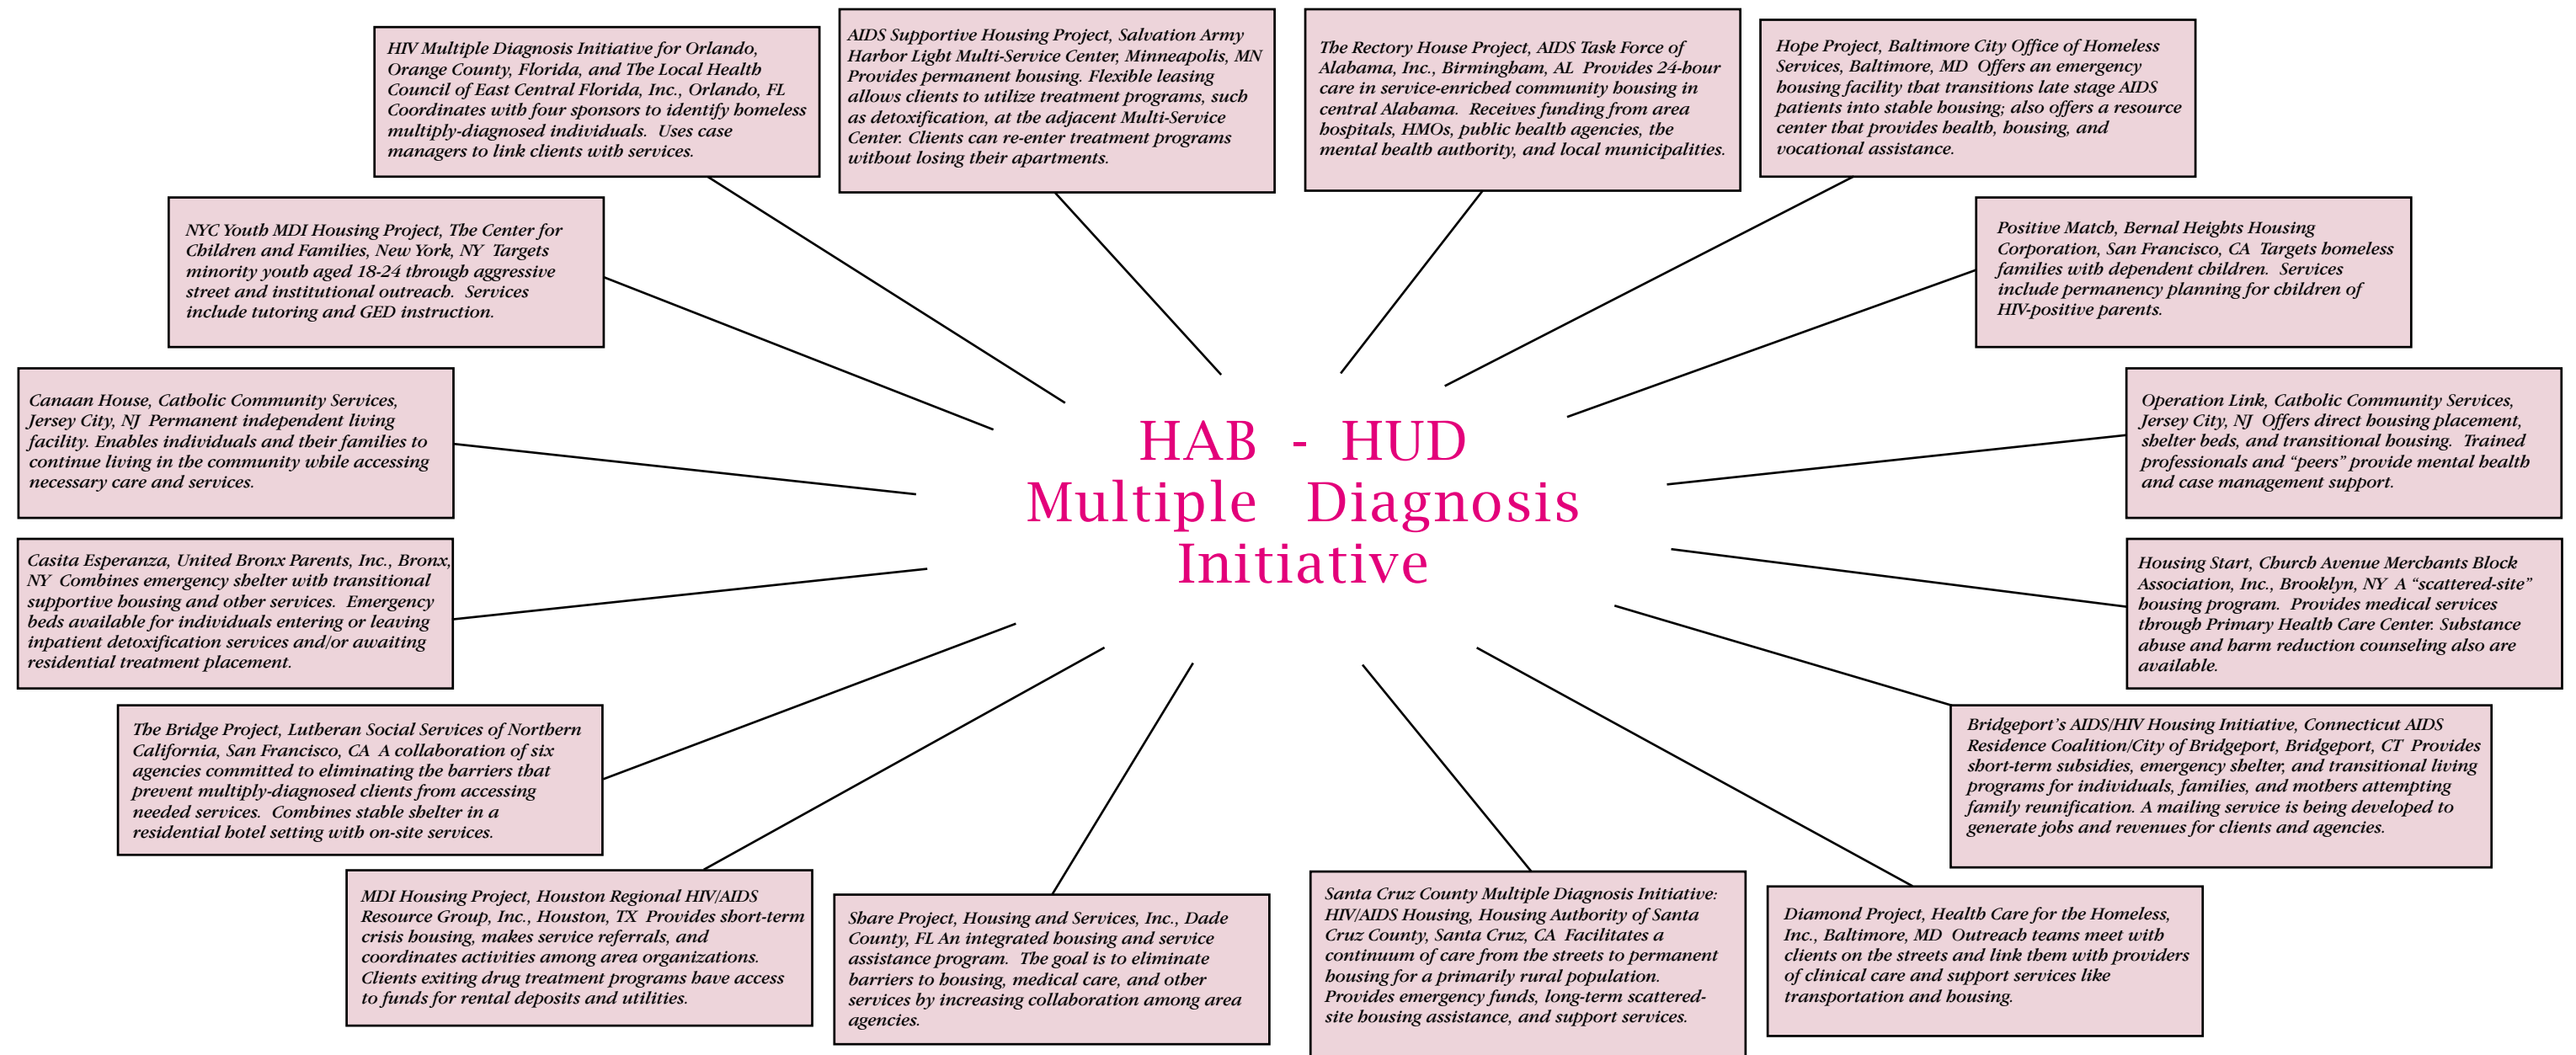 HIV Multiple Diagnosis Initiative for Orlando,
Orange County, Florida, and The Local Health
Council of East Central Florida, Inc., Orlando, FL
Coordinates with four sponsors to identify homeless
multiply-diagnosed individuals.  Uses case
managers to link clients with services.
AIDS Supportive Housing Project, Salvation Army
Harbor Light Multi-Service Center, Minneapolis, MN
Provides permanent housing. Flexible leasing
allows clients to utilize treatment programs, such
as detoxification, at the adjacent Multi-Service
Center. Clients can re-enter treatment programs
without losing their apartments.
The Rectory House Project, AIDS Task Force of
Alabama, Inc., Birmingham, AL  Provides 24-hour
care in service-enriched community housing in
central Alabama.  Receives funding from area
hospitals, HMOs, public health agencies, the
mental health authority, and local municipalities.
Hope Project, Baltimore City Office of Homeless
Services, Baltimore, MD  Offers an emergency
housing facility that transitions late stage AIDS
patients into stable housing; also offers a resource
center that provides health, housing, and
vocational assistance.
NYC Youth MDI Housing Project, The Center for
Children and Families, New York, NY  Targets
minority youth aged 18-24 through aggressive
street and institutional outreach.  Services
include tutoring and GED instruction.
Positive Match, Bernal Heights Housing
Corporation, San Francisco, CA  Targets homeless
families with dependent children.  Services
include permanency planning for children of
HIV-positive parents.
Canaan House, Catholic Community Services,
Jersey City, NJ  Permanent independent living
facility. Enables individuals and their families to
continue living in the community while accessing
necessary care and services.
HAB - HUD
Multiple Diagnosis
Initiative
Operation Link, Catholic Community Services,
Jersey City, NJ  Offers direct housing placement,
shelter beds, and transitional housing.  Trained
professionals and “peers” provide mental health
and case management support.
Casita Esperanza, United Bronx Parents, Inc., Bronx,
NY  Combines emergency shelter with transitional
supportive housing and other services.  Emergency
beds available for individuals entering or leaving
inpatient detoxification services and/or awaiting
residential treatment placement.
Housing Start, Church Avenue Merchants Block
Association, Inc., Brooklyn, NY  A “scattered-site”
housing program.  Provides medical services
through Primary Health Care Center. Substance
abuse and harm reduction counseling also are
available.
The Bridge Project, Lutheran Social Services of Northern
California, San Francisco, CA  A collaboration of six
agencies committed to eliminating the barriers that
prevent multiply-diagnosed clients from accessing
needed services.  Combines stable shelter in a
residential hotel setting with on-site services.
Bridgeport’s AIDS/HIV Housing Initiative, Connecticut AIDS
Residence Coalition/City of Bridgeport, Bridgeport, CT  Provides
short-term subsidies, emergency shelter, and transitional living
programs for individuals, families, and mothers attempting
family reunification. A mailing service is being developed to
generate jobs and revenues for clients and agencies.
MDI Housing Project, Houston Regional HIV/AIDS
Resource Group, Inc., Houston, TX  Provides short-term
crisis housing, makes service referrals, and
coordinates activities among area organizations.
Clients exiting drug treatment programs have access
to funds for rental deposits and utilities.
Share Project, Housing and Services, Inc., Dade
County, FL An integrated housing and service
assistance program.  The goal is to eliminate
barriers to housing, medical care, and other
services by increasing collaboration among area
agencies.
Santa Cruz County Multiple Diagnosis Initiative:
HIV/AIDS Housing, Housing Authority of Santa
Cruz County, Santa Cruz, CA  Facilitates a
continuum of care from the streets to permanent
housing for a primarily rural population.
Provides emergency funds, long-term scattered-
site housing assistance, and support services.
Diamond Project, Health Care for the Homeless,
Inc., Baltimore, MD  Outreach teams meet with
clients on the streets and link them with providers
of clinical care and support services like
transportation and housing.